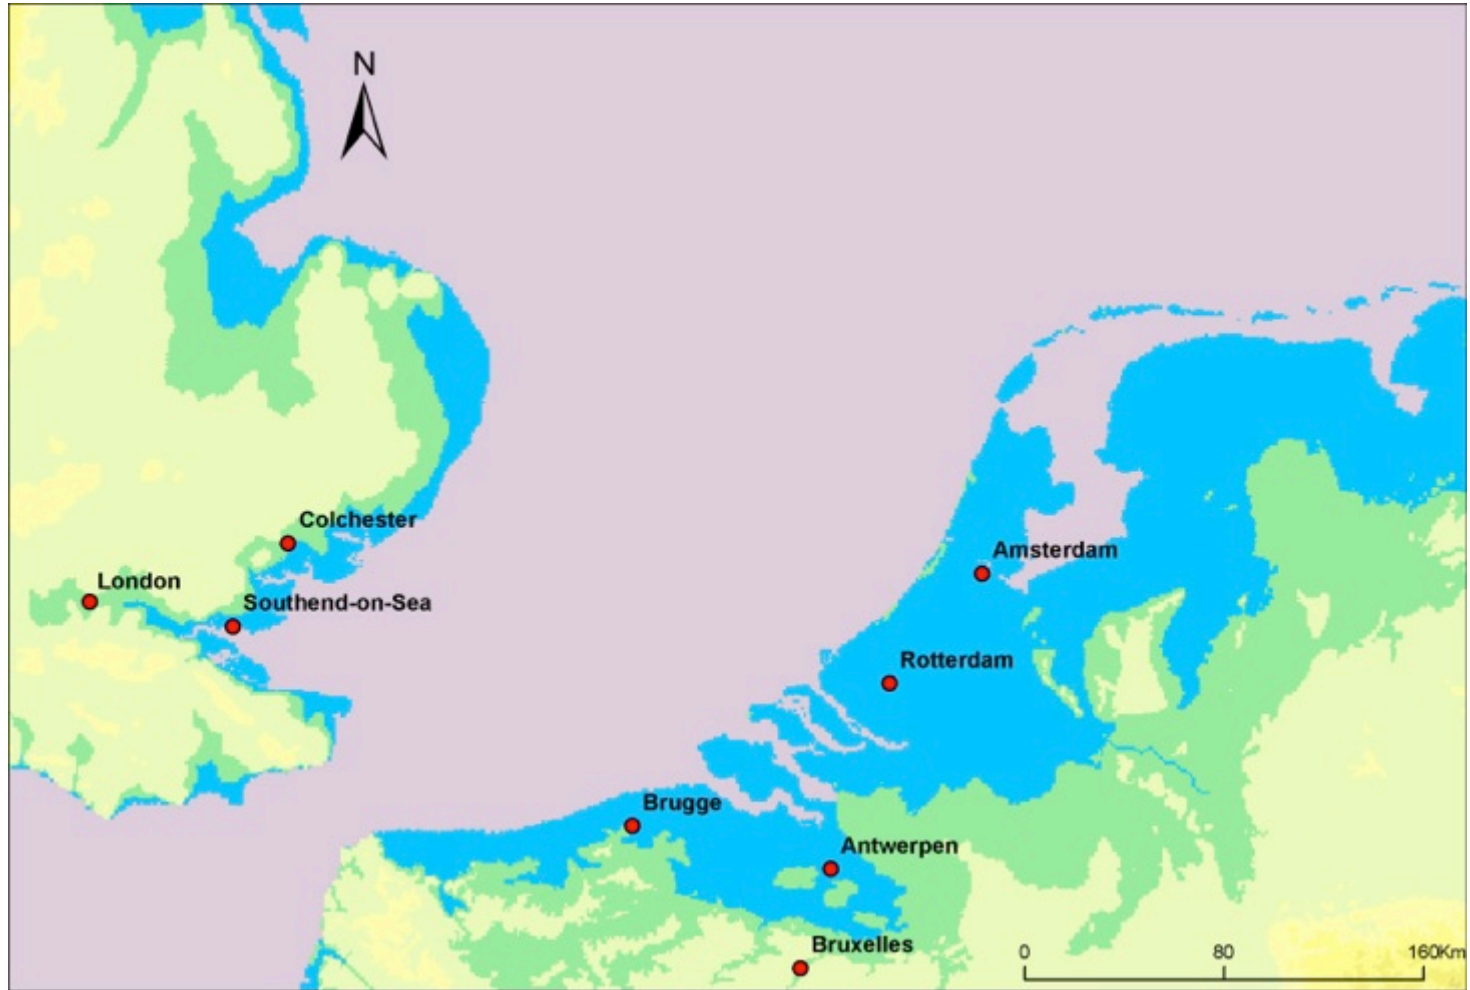 N
Colchester
London
Southend-on-Sea
Amsterdam
Rotterdam
Brugge
Antwerpen
Bruxelles
0 80 160Km